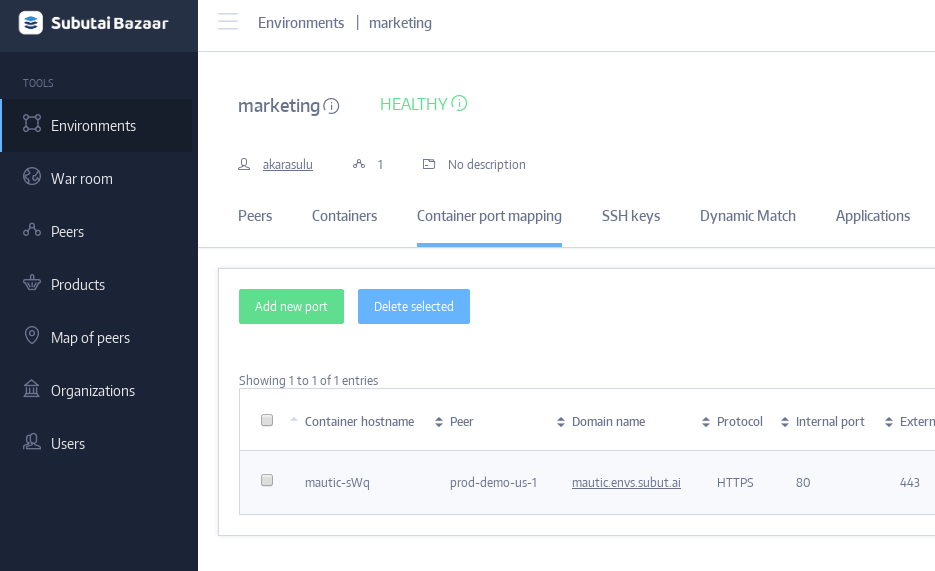 Subutai Bazaar
Environments | marketing
TOOLS
Environments
War room
Peers
Products
Map of peers
Organizations
Users
marketing
HEALTHY
akarasulu 1 No description
Peers Containers Container port mapping SSH keys Dynamic Match Applications
Add new port Delete selected
Showing 1 to 1 of 1 entries
Container hostname Peer Domain name Protocol Internal port Extern
mautic-sWq prod-demo-us-1 mautic.envs.subut.ai HTTPS 80 443